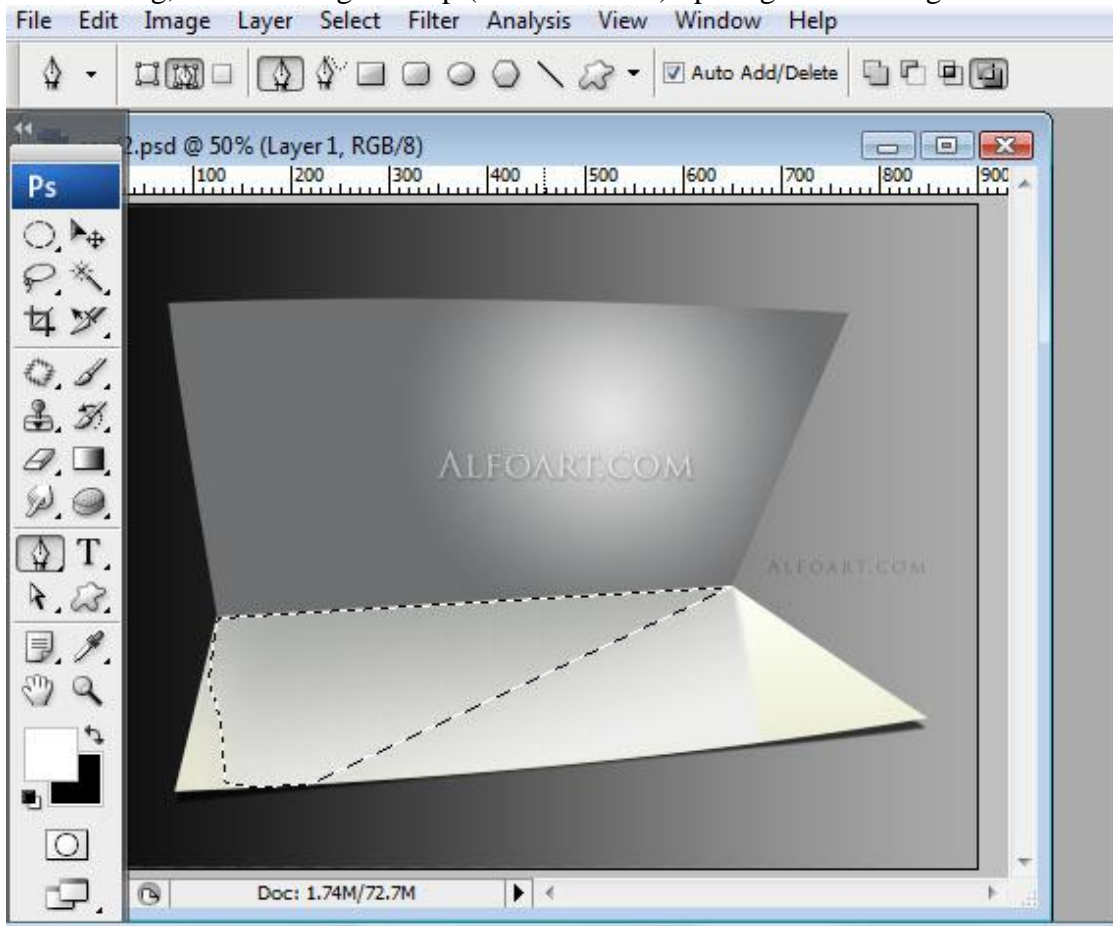 File Edit Image Layer Select Filter Analysis View Window Help
Auto Add/Delete
2.psd @ 50% (Layer 1, RGB/8)
Ps
100 200 300 400 500 600 700 800 900
ALFOART.COM
ALFOART.COM
T
Doc: 1.74M/72.7M